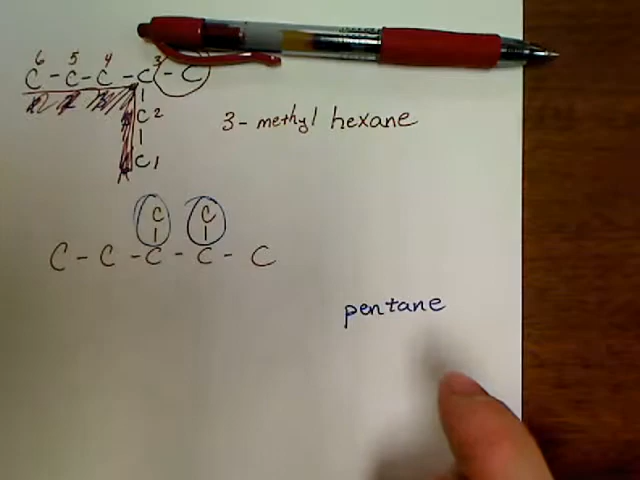 6 5 4 3
C - C - C - C - C
C 2
C 1
3- methyl hexane
C C
C - C - C - C - C
pentane